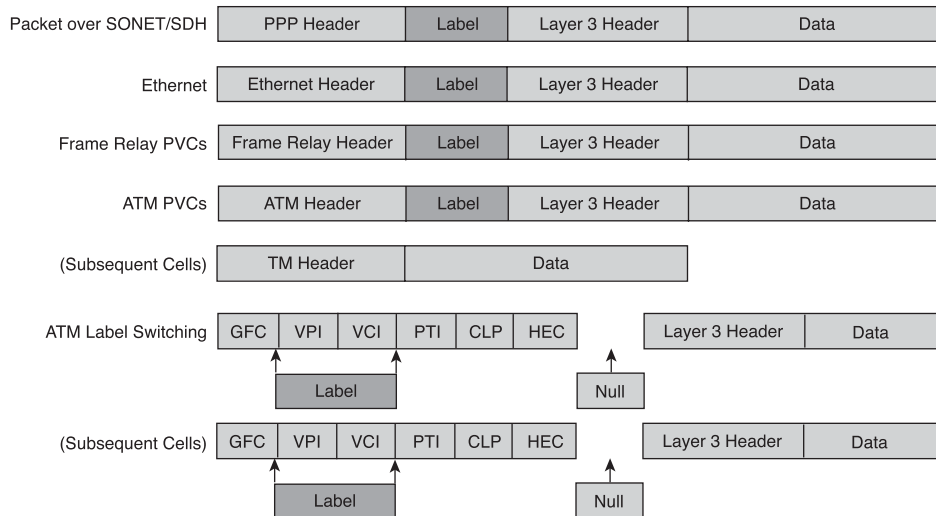 Packet over SONET/SDH PPP Header Label Layer 3 Header Data
Ethernet Ethernet Header Label Layer 3 Header Data
Frame Relay PVCs Frame Relay Header Label Layer 3 Header Data
ATM PVCs ATM Header Label Layer 3 Header Data
(Subsequent Cells) TM Header Data
ATM Label Switching GFC VPI VCI PTI CLP HEC Layer 3 Header Data
Label Null
(Subsequent Cells) GFC VPI VCI PTI CLP HEC Layer 3 Header Data
Label Null